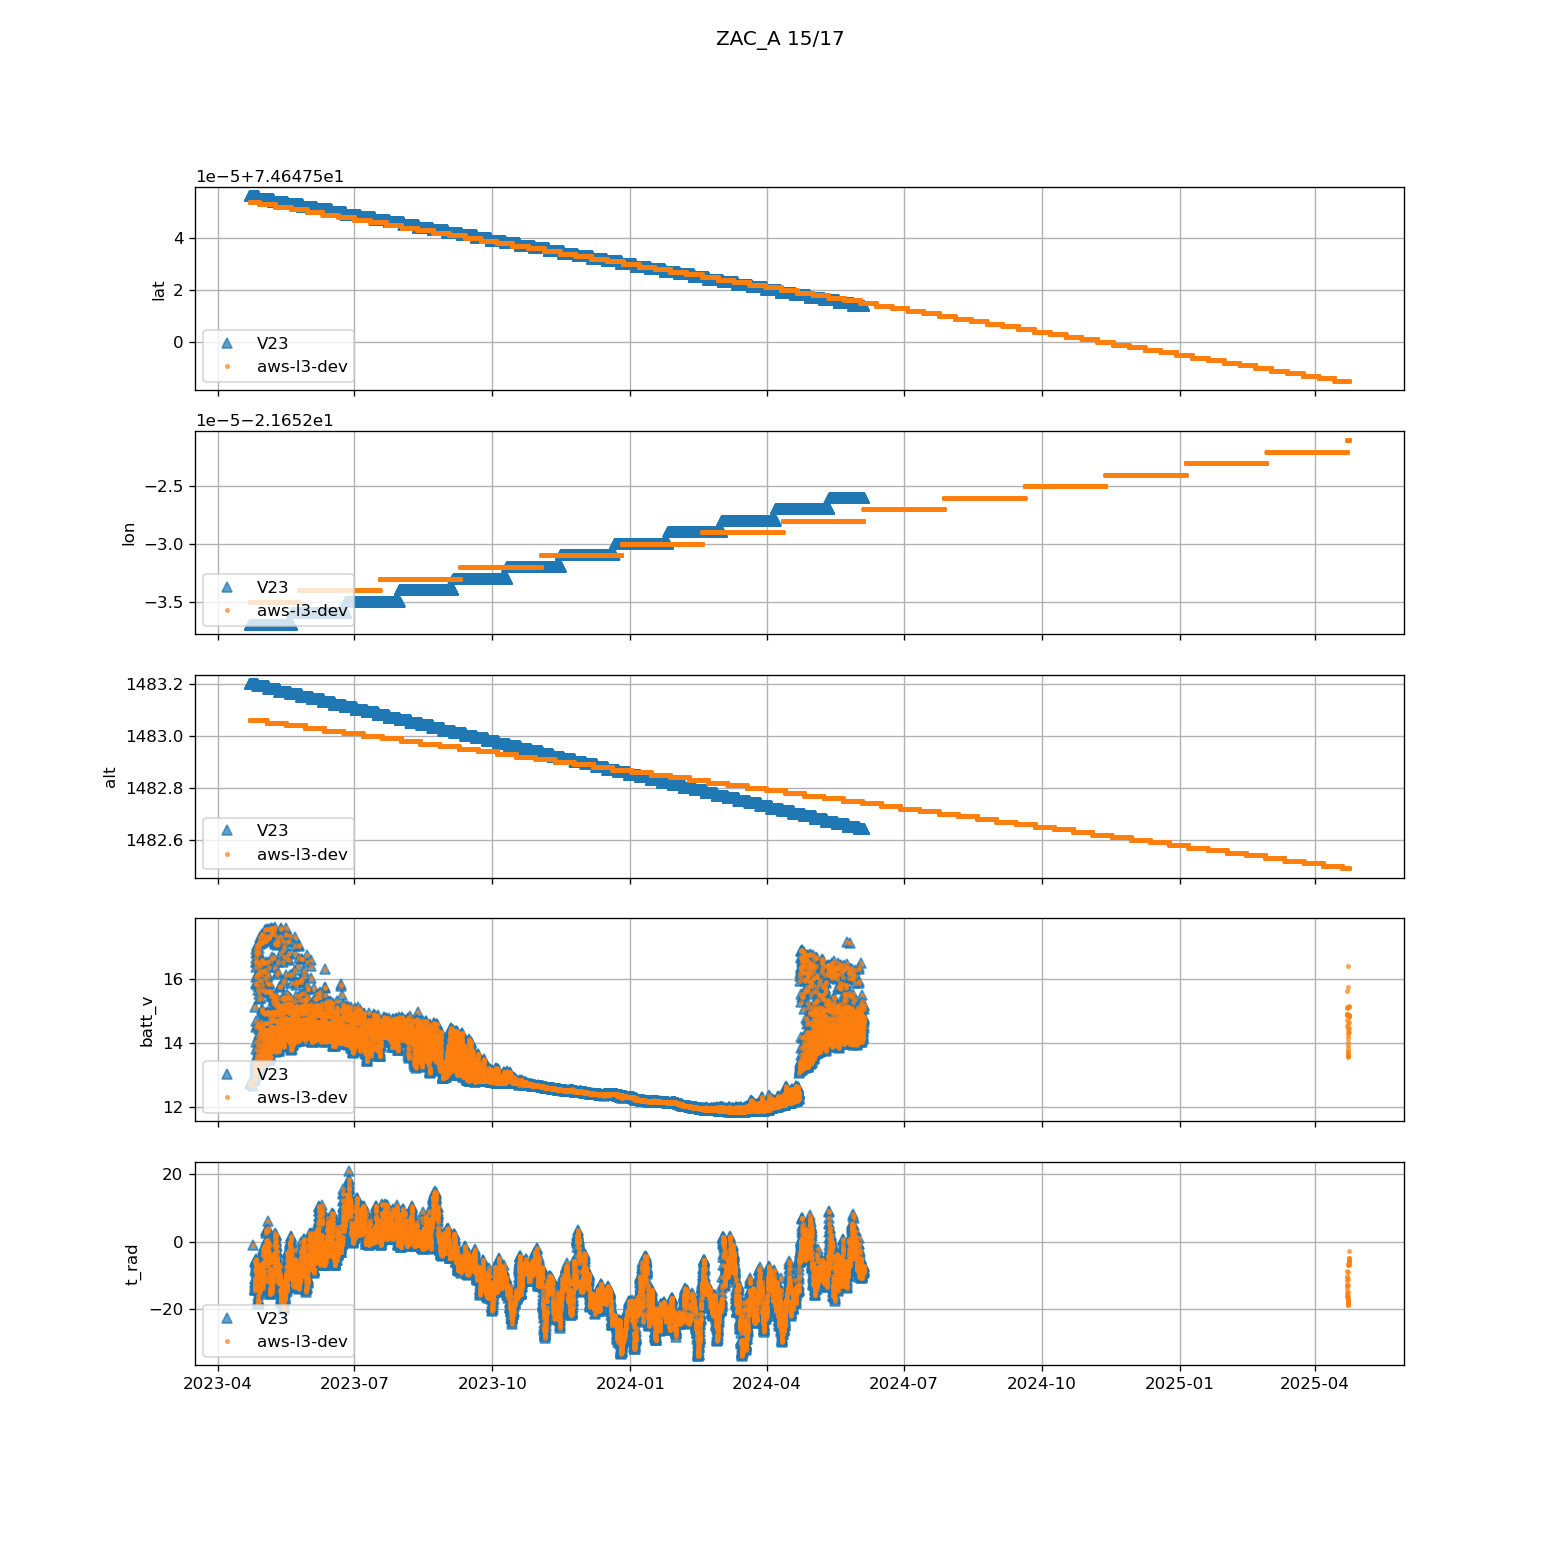 ZAC_A 15/17
1e−5+7.46475e1
4
2
0
lat
V23
aws-l3-dev
1e−5−2.1652e1
−2.5
−3.0
−3.5
lon
V23
aws-l3-dev
1483.2
1483.0
1482.8
1482.6
alt
V23
aws-l3-dev
16
14
12
batt_v
V23
aws-l3-dev
20
0
−20
t_rad
V23
aws-l3-dev
2023-04 2023-07 2023-10 2024-01 2024-04 2024-07 2024-10 2025-01 2025-04